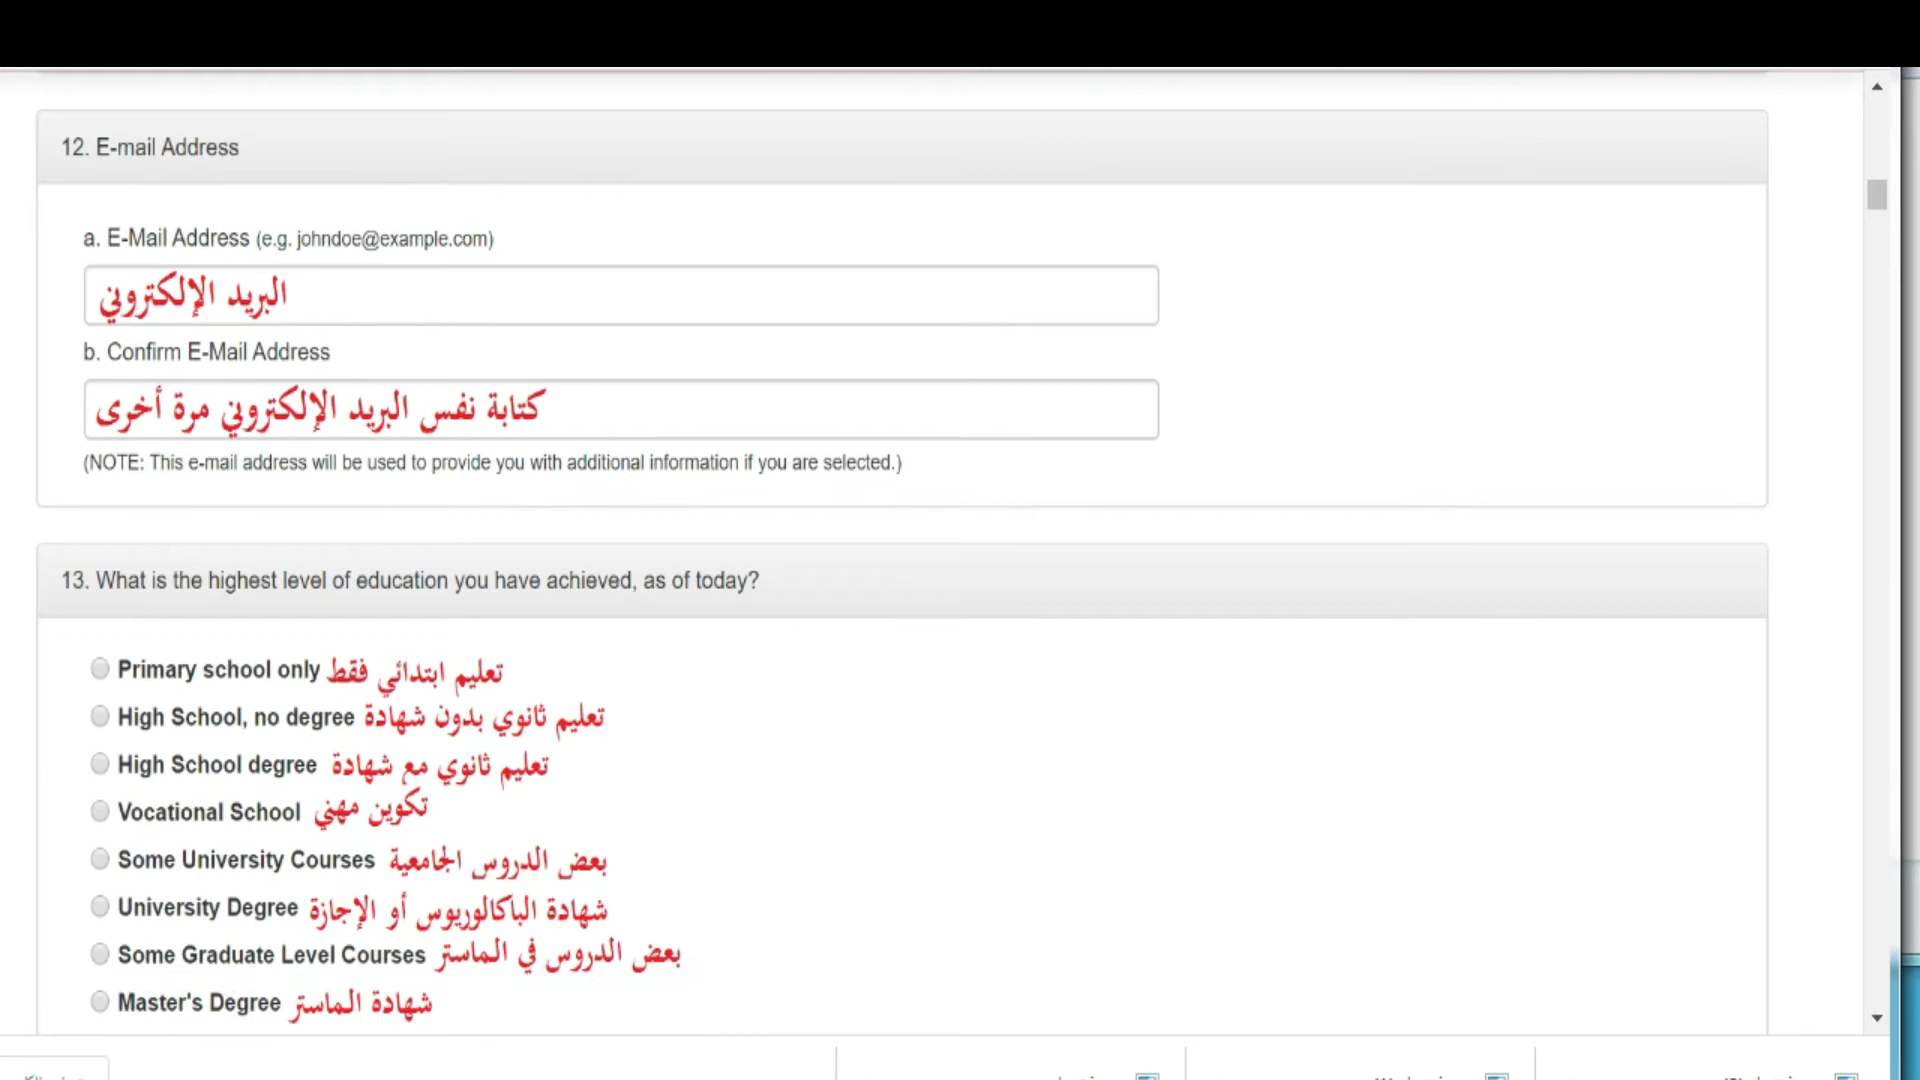 12. E-mail Address
a. E-Mail Address (e.g. johndoe@example.com)
البريد الإلكتروني
b. Confirm E-Mail Address
كتابة نفس البريد الإلكتروني مرة أخرى
(NOTE: This e-mail address will be used to provide you with additional information if you are selected.)
13. What is the highest level of education you have achieved, as of today?
Primary school only تعليم ابتدائي فقط
High School, no degree تعليم ثانوي بدون شهادة
High School degree تعليم ثانوي مع شهادة
Vocational School تكوين مهني
Some University Courses بعض الدروس الجامعية
University Degree شهادة الباكالوريوس أو الإجازة
Some Graduate Level Courses بعض الدروس في الماستر
Master's Degree شهادة الماستر